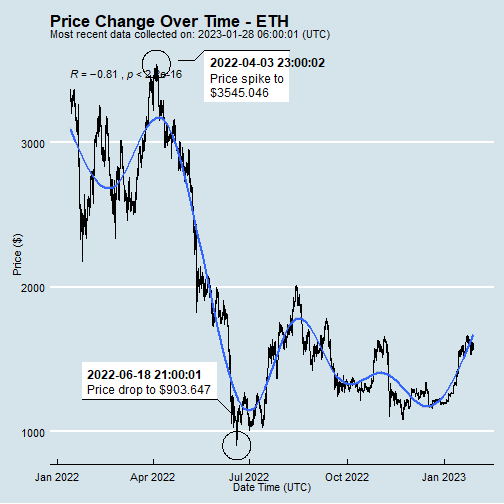 Price Change Over Time - ETH
Most recent data collected on: 2023-01-28 06:00:01 (UTC)
R = −0.81 , p < 2.2e-16
2022-04-03 23:00:02
Price spike to
$3545.046
3000
Price ($)
2000
2022-06-18 21:00:01
Price drop to $903.647
1000
Jan 2022
Apr 2022
Jul 2022
Oct 2022
Jan 2023
Date Time (UTC)